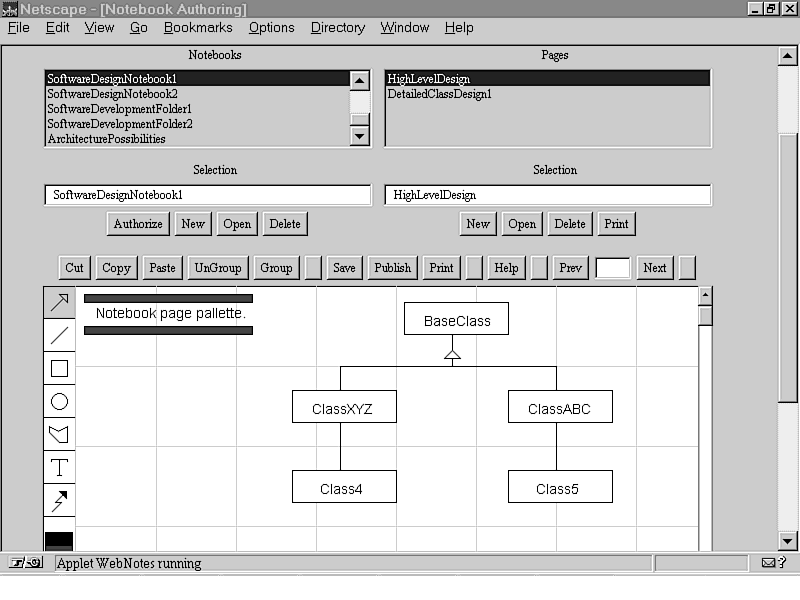 Netscape - [Notebook Authoring]
File Edit View Go Bookmarks Options Directory Window Help
Notebooks Pages
SoftwareDesignNotebook1 HighLevelDesign
SoftwareDesignNotebook2 DetailedClassDesign1
SoftwareDevelopmentFolder1
SoftwareDevelopmentFolder2
ArchitecturePossibilities
Selection Selection
SoftwareDesignNotebook1 HighLevelDesign
Authorize New Open Delete New Open Delete Print
Cut Copy Paste UnGroup Group Save Publish Print Help Prev Next
Notebook page pallette.
BaseClass
ClassXYZ ClassABC
T
Class4 Class5
Applet WebNotes running